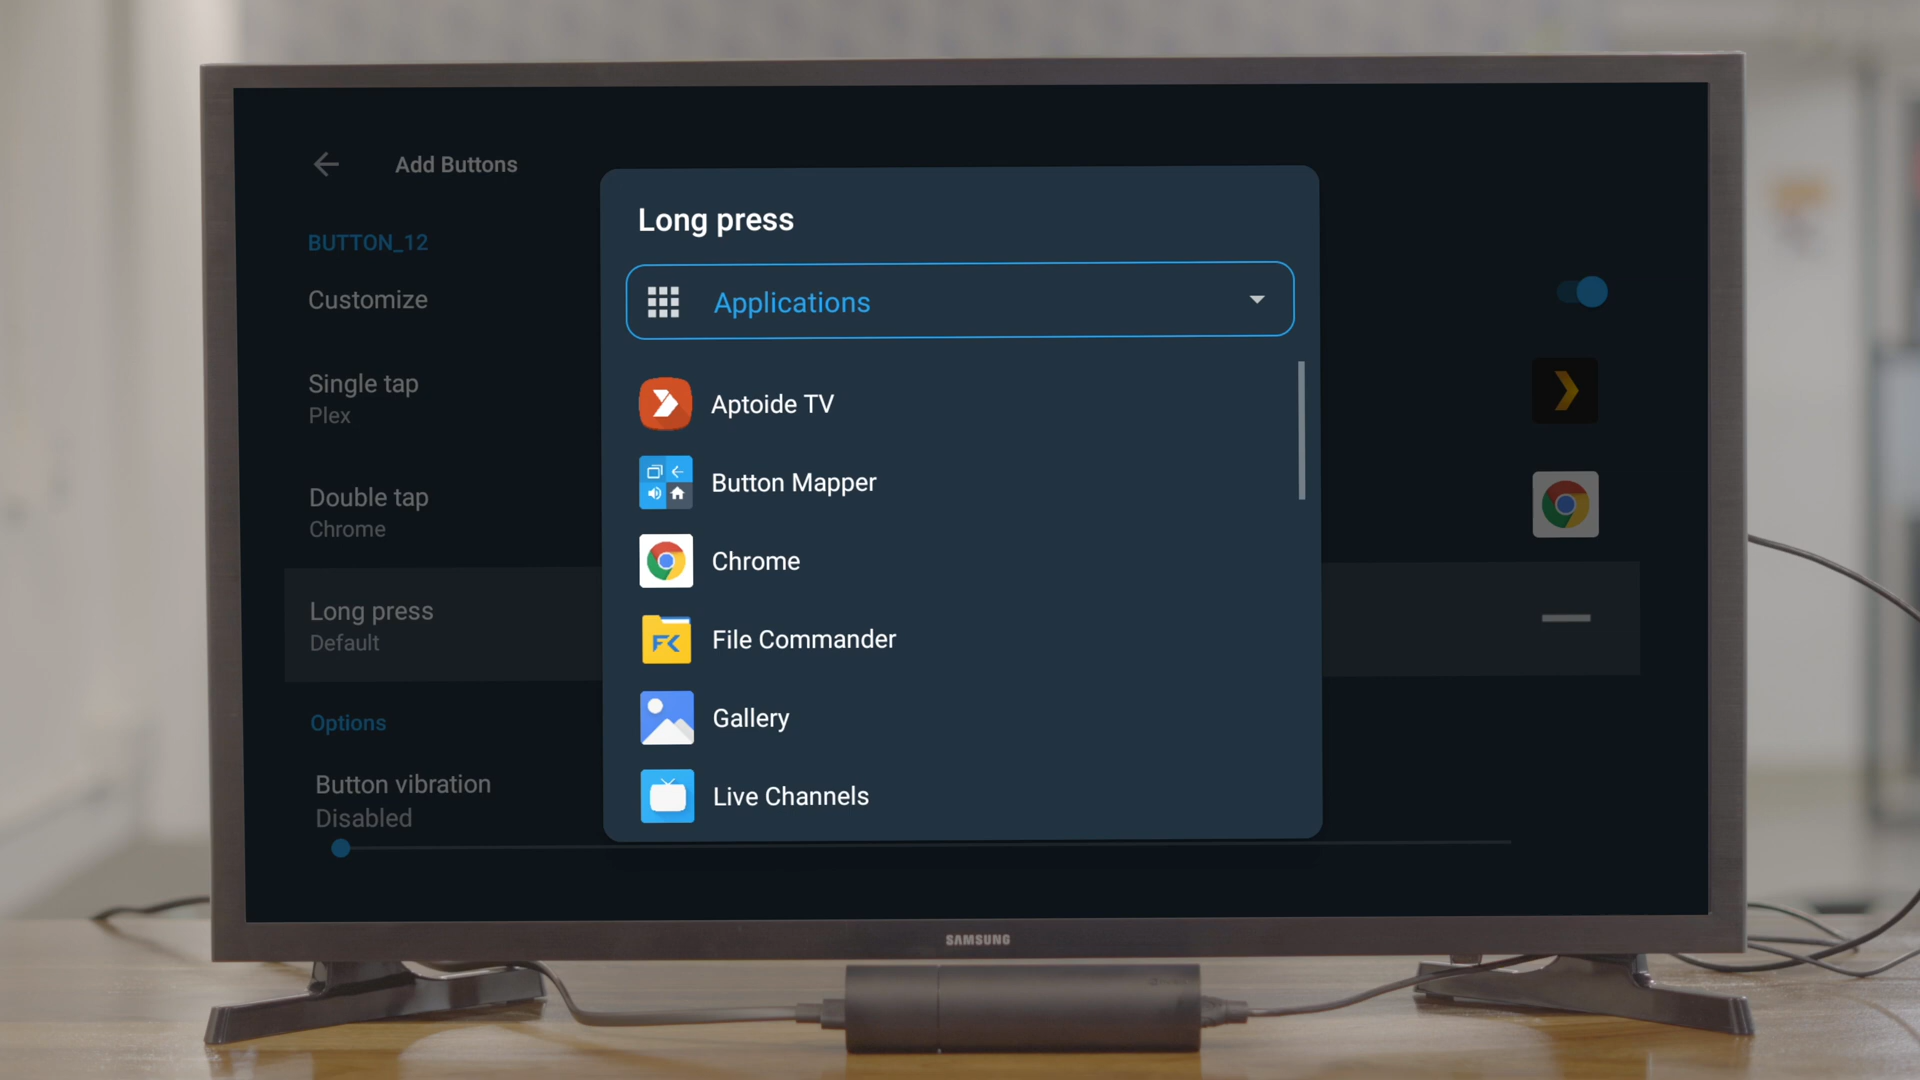 Add Buttons
BUTTON_12
Customize
Single tap
Plex
Double tap
Chrome
Long press
Default
Options
Button vibration
Disabled
Long press
Applications
Aptoide TV
Button Mapper
Chrome
File Commander
Gallery
Live Channels
SAMSUNG